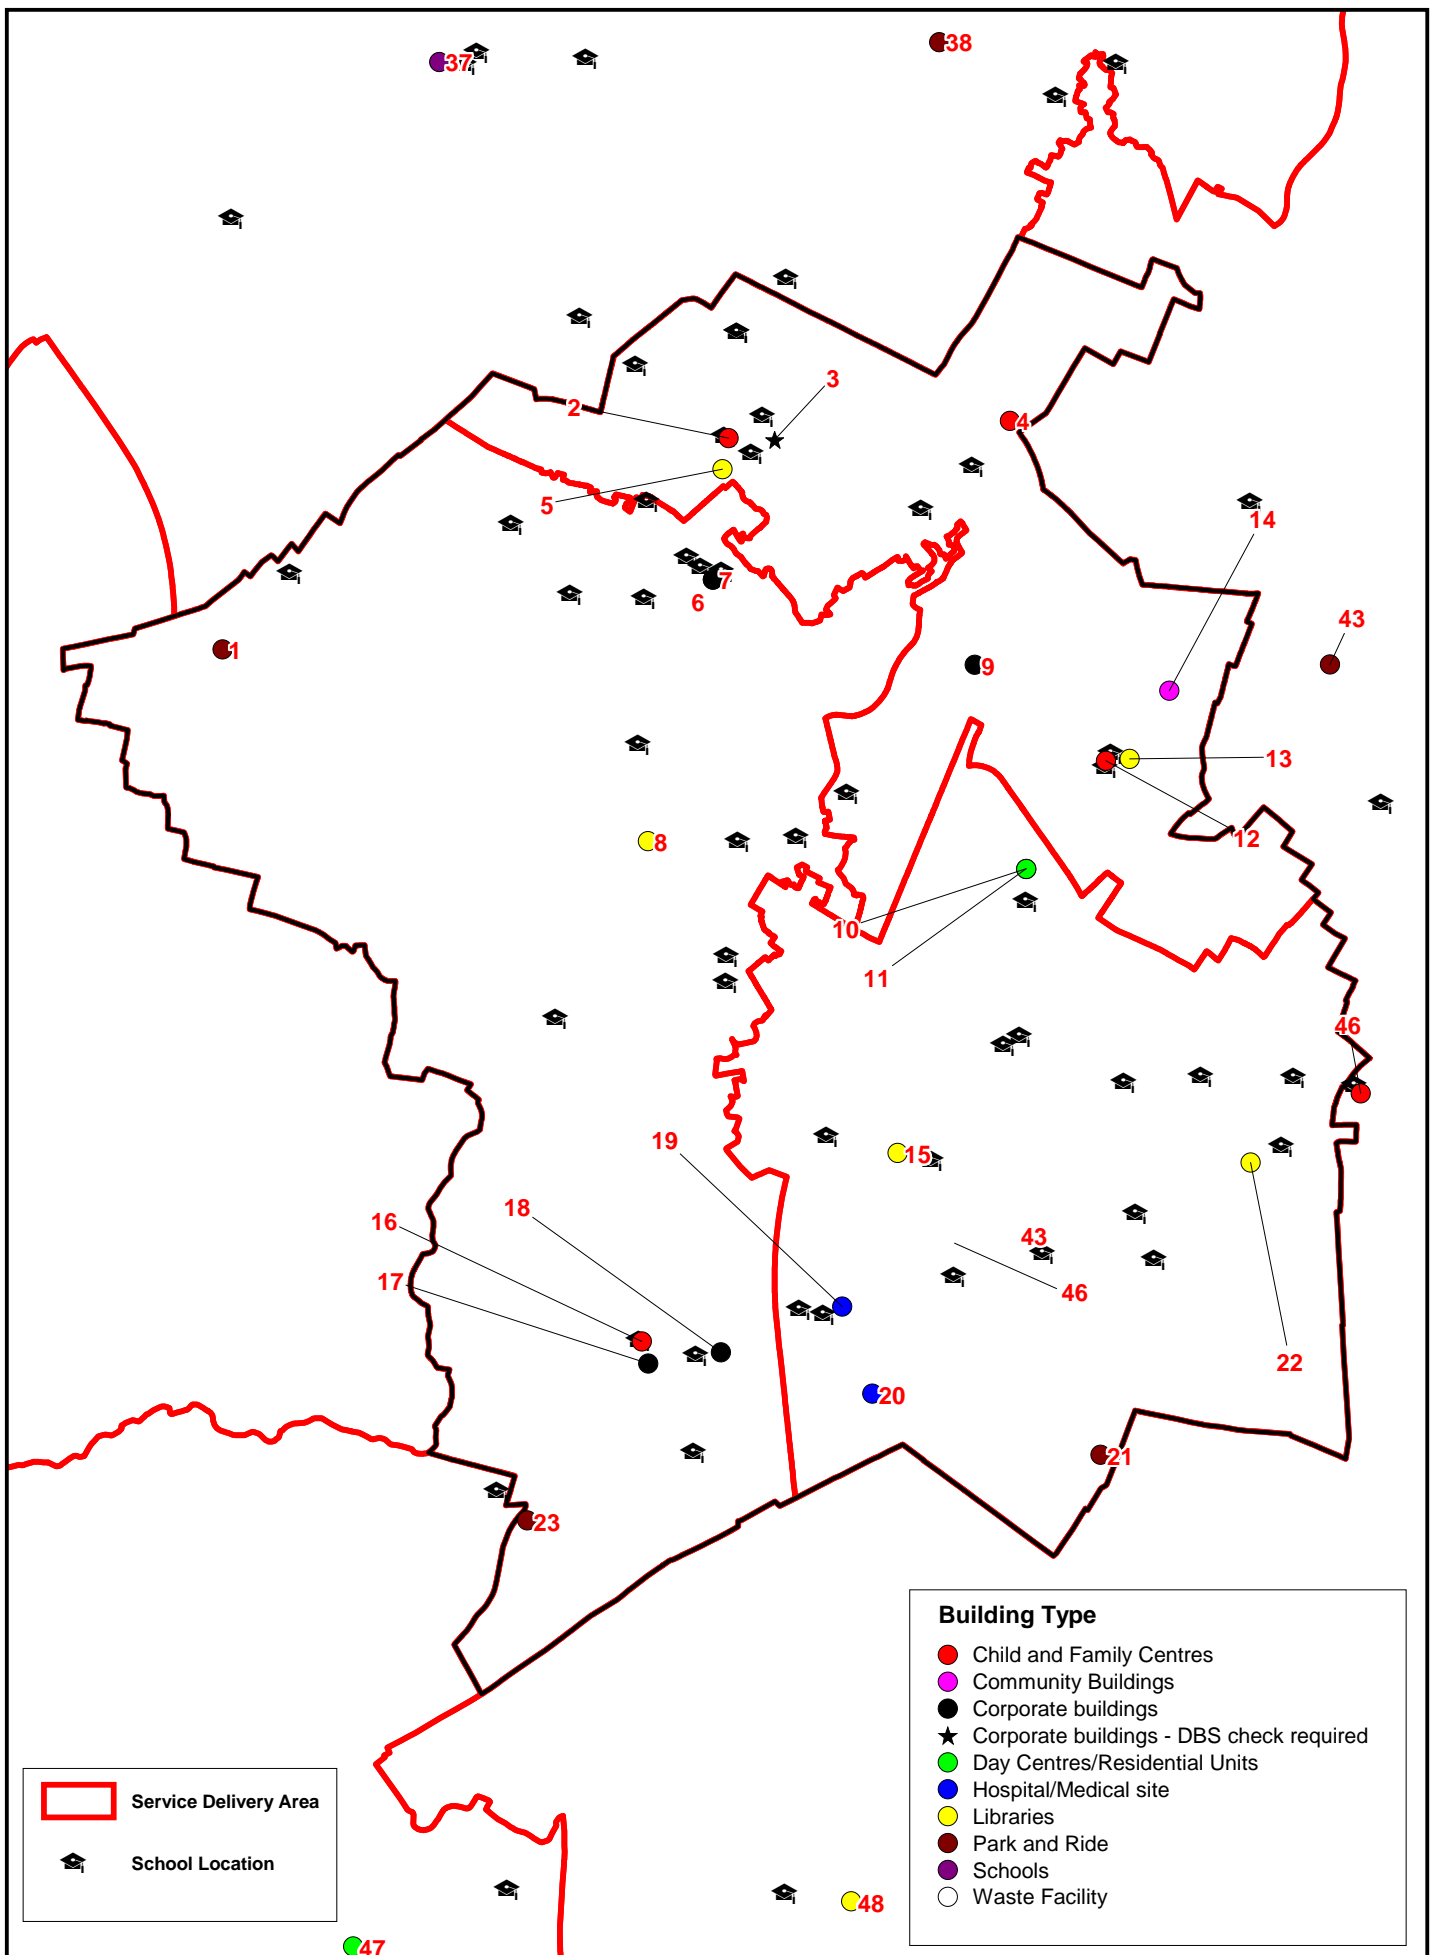 37
38
3
2
4
5
14
7
6
43
1
9
13
8
12
10
11
46
19
15
18
16
43
17
46
22
20
21
23
Building Type
Child and Family Centres
Community Buildings
Corporate buildings
Corporate buildings - DBS check required
Day Centres/Residential Units
Hospital/Medical site
Libraries
Park and Ride
Schools
Waste Facility
Service Delivery Area
School Location
48
47